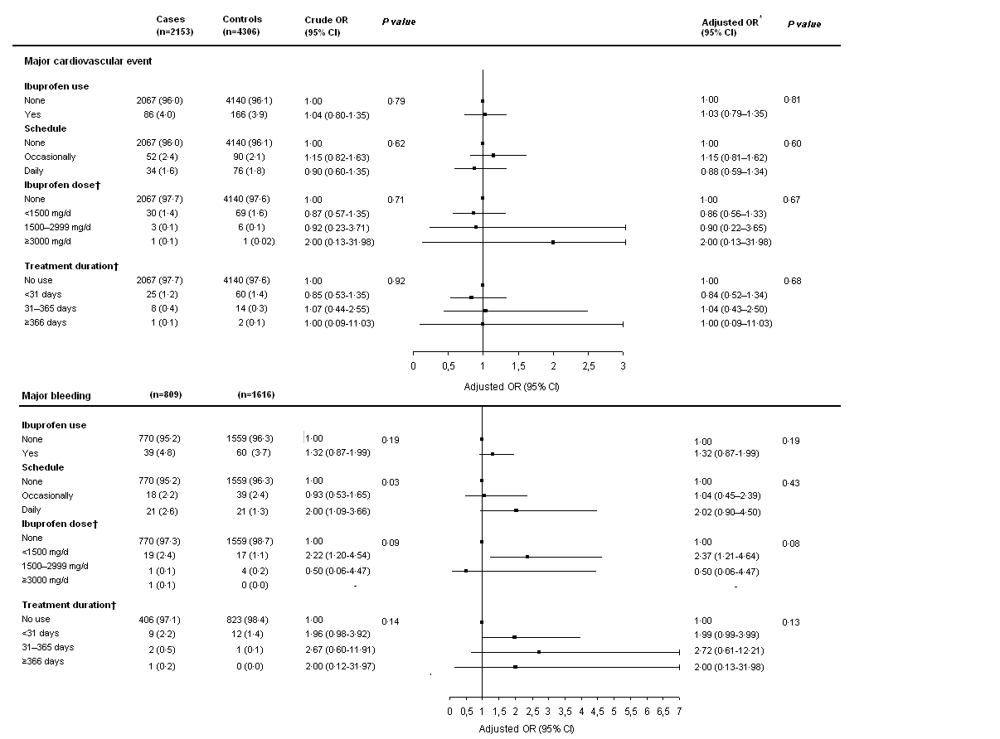 Cases Controls Crude OR P value Adjusted OR* P value
(n=2153) (n=4306) (95% CI) (95% CI)
Major cardiovascular event
Ibuprofen use
None 2067 (96·0) 4140 (96·1) 1·00 0·79 1·00 0·81
Yes 86 (4·0) 166 (3·9) 1·04 (0·80-1·35) 1·03 (0·79–1·35)
Schedule
None 2067 (96·0) 4140 (96·1) 1·00 0·62 1·00 0·60
Occasionally 52 (2·4) 90 (2·1) 1·15 (0·82-1·63) 1·15 (0·81–1·62)
Daily 34 (1·6) 76 (1·8) 0·90 (0·60-1·35) 0·88 (0·59–1·34)
Ibuprofen dose†
None 2067 (97·7) 4140 (97·6) 1·00 0·71 1·00 0·67
<1500 mg/d 30 (1·4) 69 (1·6) 0·87 (0·57-1·35) 0·86 (0·56–1·33)
1500–2999 mg/d 3 (0·1) 6 (0·1) 0·92 (0·23-3·71) 0·90 (0·22–3·65)
≥3000 mg/d 1 (0·1) 1 (0·02) 2·00 (0·13-31·98) 2·00 (0·13–31·98)
Treatment duration†
No use 2067 (97·7) 4140 (97·6) 1·00 0·92 1·00 0·68
<31 days 25 (1·2) 60 (1·4) 0·85 (0·53-1·35) 0·84 (0·52–1·34)
31–365 days 8 (0·4) 14 (0·3) 1·07 (0·44-2·55) 1·04 (0·43–2·50)
≥366 days 1 (0·1) 2 (0·1) 1·00 (0·09-11·03) 1·00 (0·09–11·03)
0 0,5 1 1,5 2 2,5 3
Adjusted OR (95% CI)
Major bleeding (n=809) (n=1616)
Ibuprofen use
None 770 (95·2) 1559 (96·3) 1·00 0·19 1·00 0·19
Yes 39 (4·8) 60 (3·7) 1·32 (0·87-1·99) 1·32 (0·87-1·99)
Schedule
None 770 (95·2) 1559 (96·3) 1·00 0·03 1·00 0·43
Occasionally 18 (2·2) 39 (2·4) 0·93 (0·53-1·65) 1·04 (0·45–2·39)
Daily 21 (2·6) 21 (1·3) 2·00 (1·09-3·66) 2·02 (0·90–4·50)
Ibuprofen dose†
None 770 (97·3) 1559 (98·7) 1·00 0·09 1·00 0·08
<1500 mg/d 19 (2·4) 17 (1·1) 2·22 (1·20-4·54) 2·37 (1·21-4·64)
1500–2999 mg/d 1 (0·1) 4 (0·2) 0·50 (0·06-4·47) 0·50 (0·06-4·47)
≥3000 mg/d 1 (0·1) 0 (0·0) - -
Treatment duration†
No use 406 (97·1) 823 (98·4) 1·00 0·14 1·00 0·13
<31 days 9 (2·2) 12 (1·4) 1·96 (0·98-3·92) 1·99 (0·99-3·99)
31–365 days 2 (0·5) 1 (0·1) 2·67 (0·60-11·91) 2·72 (0·61-12·21)
≥366 days 1 (0·2) 0 (0·0) 2·00 (0·12-31·97) 2·00 (0·13-31·98)
0 0,5 1 1,5 2 2,5 3 3,5 4 4,5 5 5,5 6 6,5 7
Adjusted OR (95% CI)